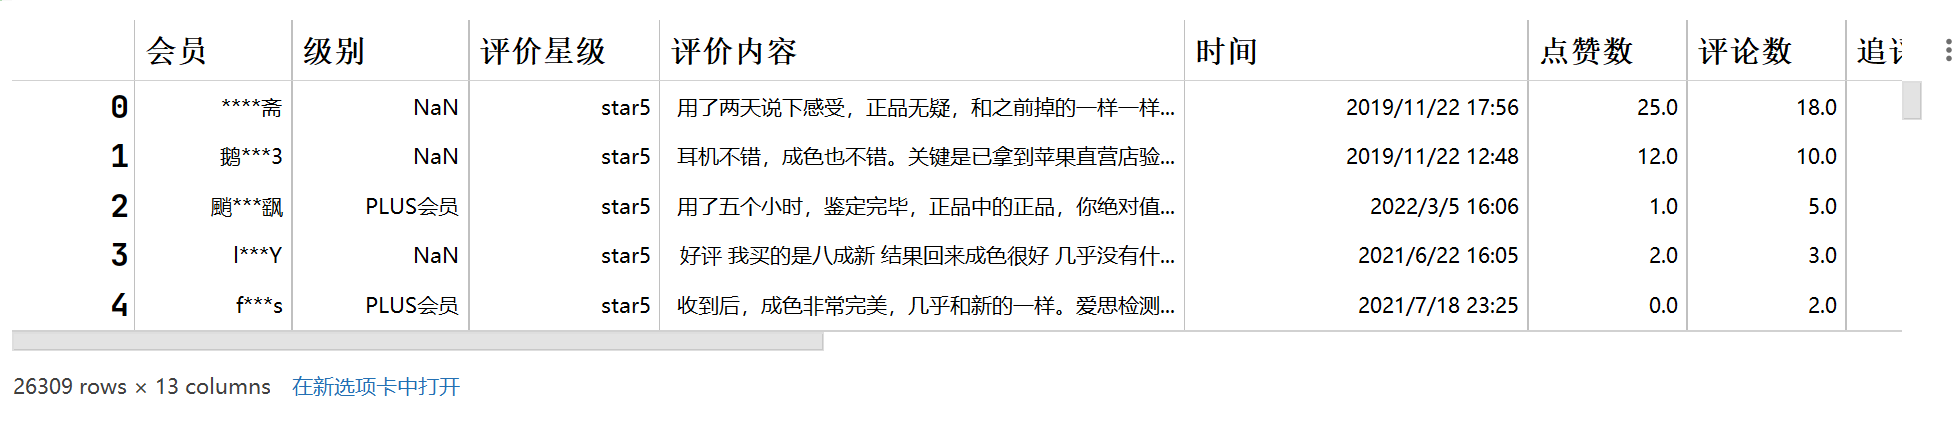 会员 级别 评价星级 评价内容 时间 点赞数 评论数
0 ****斋 NaN star5 用了两天说下感受，正品无疑，和之前掉的一样一样... 2019/11/22 17:56 25.0 18.0
1 鹅***3 NaN star5 耳机不错，成色也不错。关键是已拿到苹果直营店验... 2019/11/22 12:48 12.0 10.0
2 飚***飖 PLUS会员 star5 用了五个小时，鉴定完毕，正品中的正品，你绝对值... 2022/3/5 16:06 1.0 5.0
3 l***Y NaN star5 好评 我买的是八成新 结果回来成色很好 几乎没有什... 2021/6/22 16:05 2.0 3.0
4 f***s PLUS会员 star5 收到后，成色非常完美，几乎和新的一样。爱思检测... 2021/7/18 23:25 0.0 2.0
26309 rows × 13 columns 在新选项卡中打开